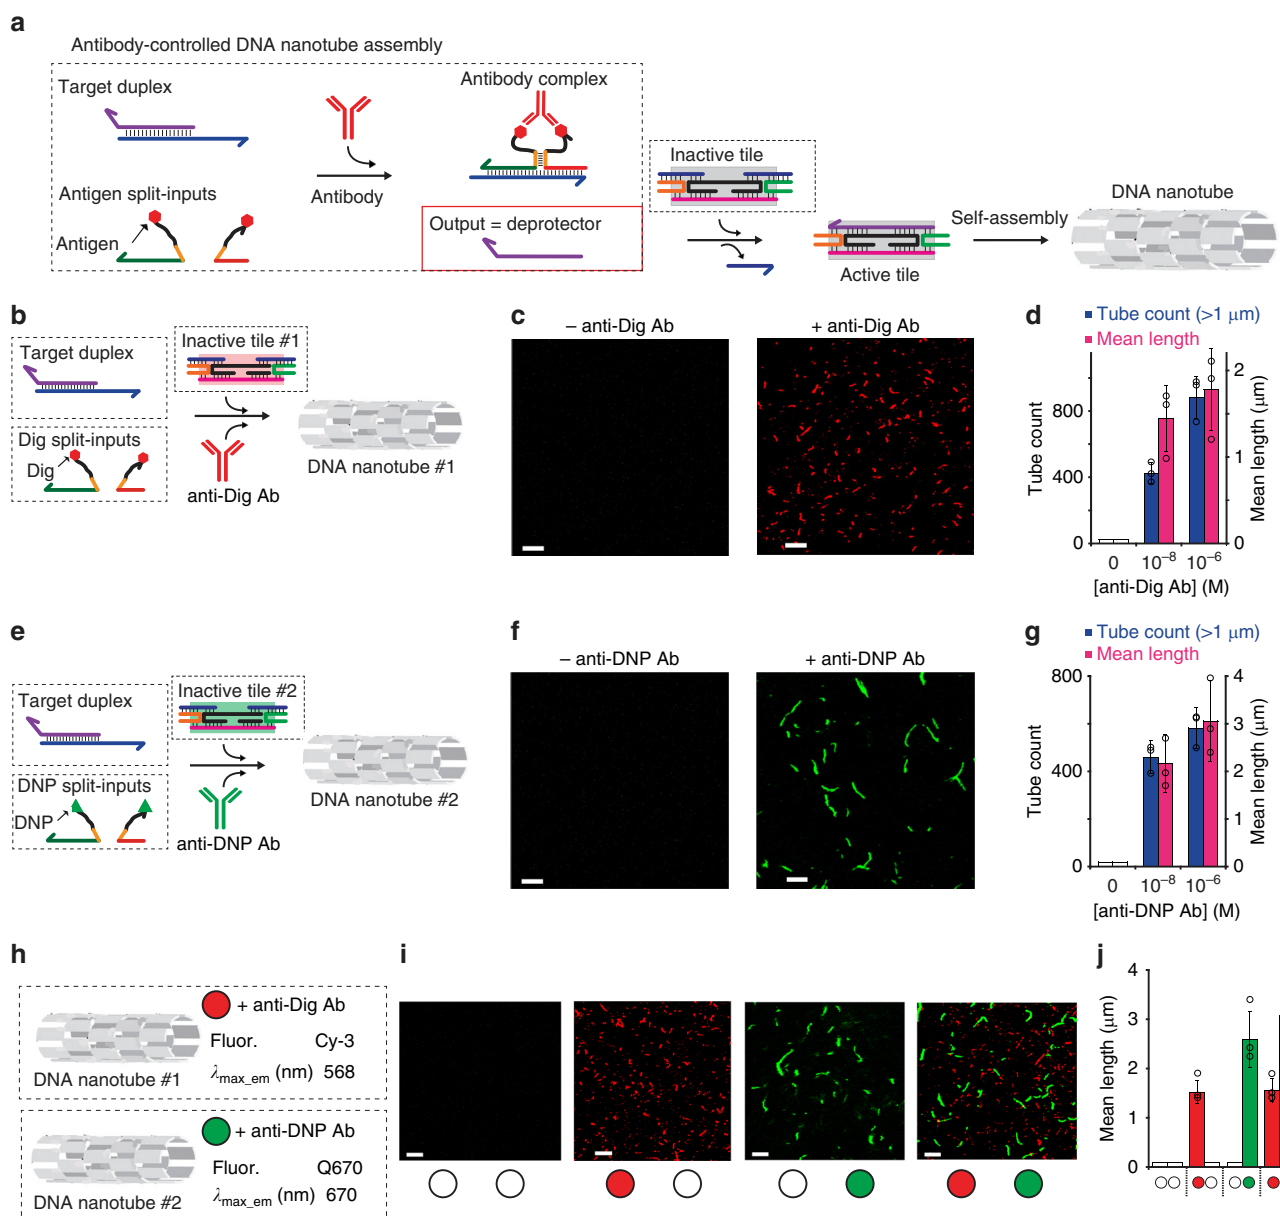 a
Antibody-controlled DNA nanotube assembly
Target duplex
Antibody complex
Antibody
Antigen split-inputs
Antigen
Output = deprotector
Inactive tile
Active tile
Self-assembly
DNA nanotube
b
Target duplex
Dig split-inputs
Dig
Inactive tile #1
anti-Dig Ab
DNA nanotube #1
c
– anti-Dig Ab
+ anti-Dig Ab
d
Tube count (>1 μm)
Mean length
Tube count
800
400
0
2
1
0
Mean length (μm)
0
10⁻⁸
10⁻⁶
[anti-Dig Ab] (M)
e
Target duplex
DNP split-inputs
DNP
Inactive tile #2
anti-DNP Ab
DNA nanotube #2
f
– anti-DNP Ab
+ anti-DNP Ab
g
Tube count (>1 μm)
Mean length
Tube count
800
400
0
4
3
2
1
0
Mean length (μm)
0
10⁻⁸
10⁻⁶
[anti-DNP Ab] (M)
h
+ anti-Dig Ab
Fluor. Cy-3
λmax_em (nm) 568
DNA nanotube #1
+ anti-DNP Ab
Fluor. Q670
λmax_em (nm) 670
DNA nanotube #2
i
j
Mean length (μm)
4
3
2
1
0